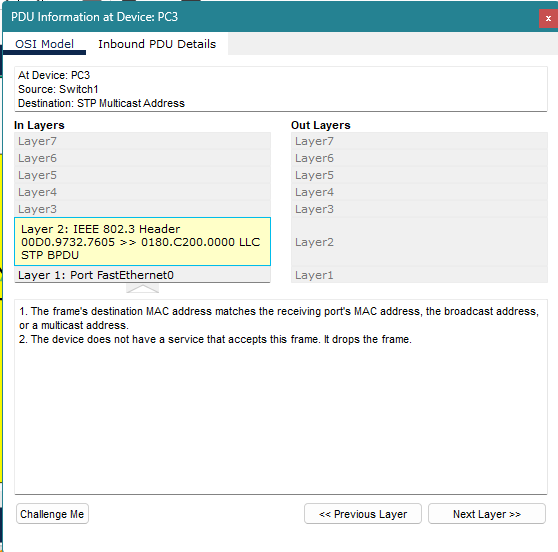 PDU Information at Device: PC3
x
OSI Model Inbound PDU Details
At Device: PC3
Source: Switch1
Destination: STP Multicast Address
In Layers Out Layers
Layer7 Layer7
Layer6 Layer6
Layer5 Layer5
Layer4 Layer4
Layer3 Layer3
Layer 2: IEEE 802.3 Header
00D0.9732.7605 >> 0180.C200.0000 LLC
STP BPDU
Layer2
Layer 1: Port FastEthernet0 Layer1
1. The frame's destination MAC address matches the receiving port's MAC address, the broadcast address,
or a multicast address.
2. The device does not have a service that accepts this frame. It drops the frame.
Challenge Me << Previous Layer Next Layer >>